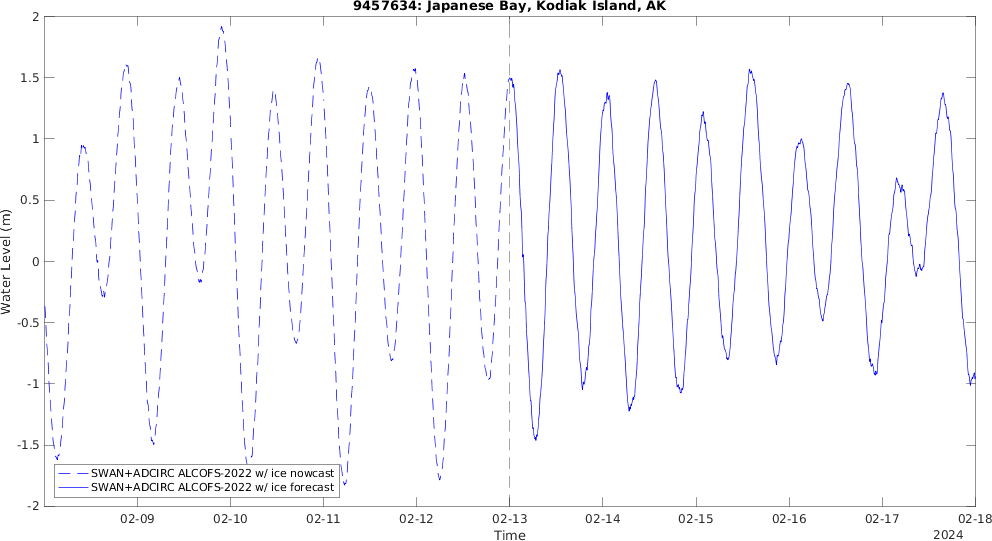 9457634: Japanese Bay, Kodiak Island, AK
2
1.5
1
0.5
0
-0.5
-1
-1.5
-2
Water Level (m)
SWAN+ADCIRC ALCOFS-2022 w/ ice nowcast
SWAN+ADCIRC ALCOFS-2022 w/ ice forecast
02-09 02-10 02-11 02-12 02-13 02-14 02-15 02-16 02-17 02-18
Time
2024